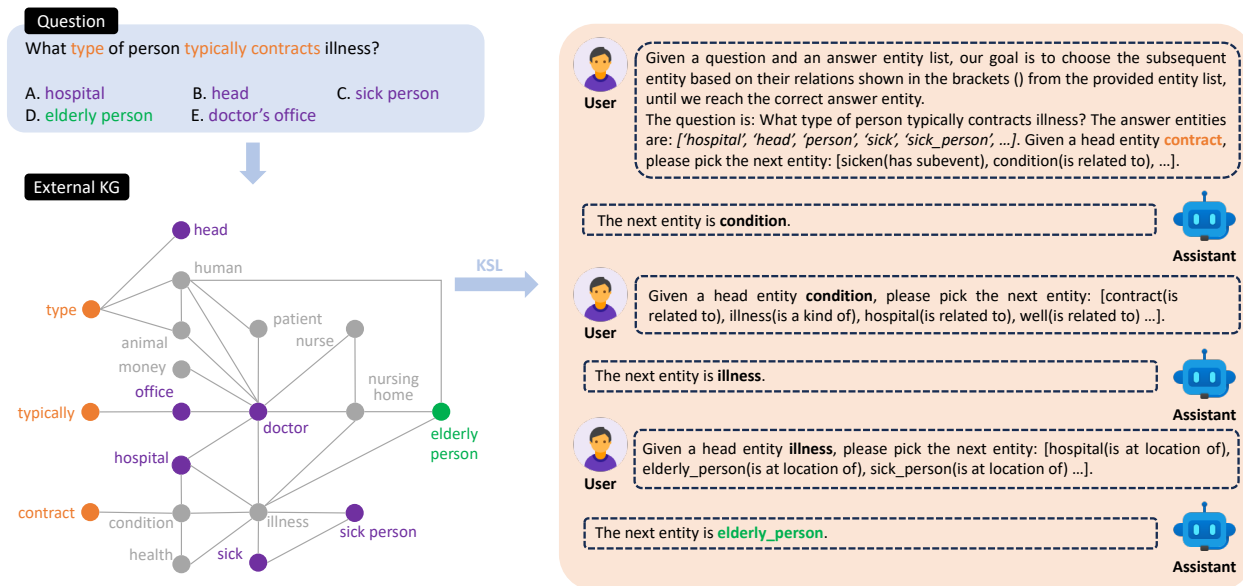 Question
What type of person typically contracts illness?
A. hospital B. head C. sick person
D. elderly person E. doctor's office
External KG
head
human
type
patient
nurse
animal
money
office
nursing
home
typically
doctor
elderly
person
hospital
contract
condition
illness
sick person
health
sick
KSL
Given a question and an answer entity list, our goal is to choose the subsequent
entity based on their relations shown in the brackets () from the provided entity list,
until we reach the correct answer entity.
The question is: What type of person typically contracts illness? The answer entities
are: ['hospital', 'head', 'person', 'sick', 'sick_person', ...]. Given a head entity contract,
please pick the next entity: [sicken(has subevent), condition(is related to), ...].
User
The next entity is condition.
Assistant
Given a head entity condition, please pick the next entity: [contract(is
related to), illness(is a kind of), hospital(is related to), well(is related to) ...].
User
The next entity is illness.
Assistant
Given a head entity illness, please pick the next entity: [hospital(is at location of),
elderly_person(is at location of), sick_person(is at location of) ...].
User
The next entity is elderly_person.
Assistant